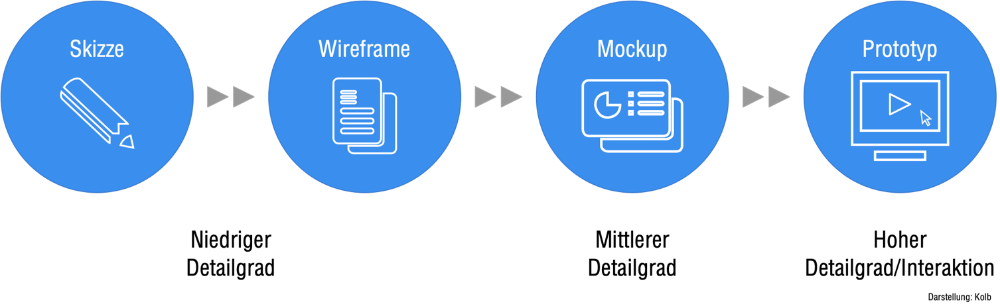 Skizze
Wireframe
Mockup
Prototyp
Niedriger
Detailgrad
Mittlerer
Detailgrad
Hoher
Detailgrad/Interaktion
Darstellung: Kolb